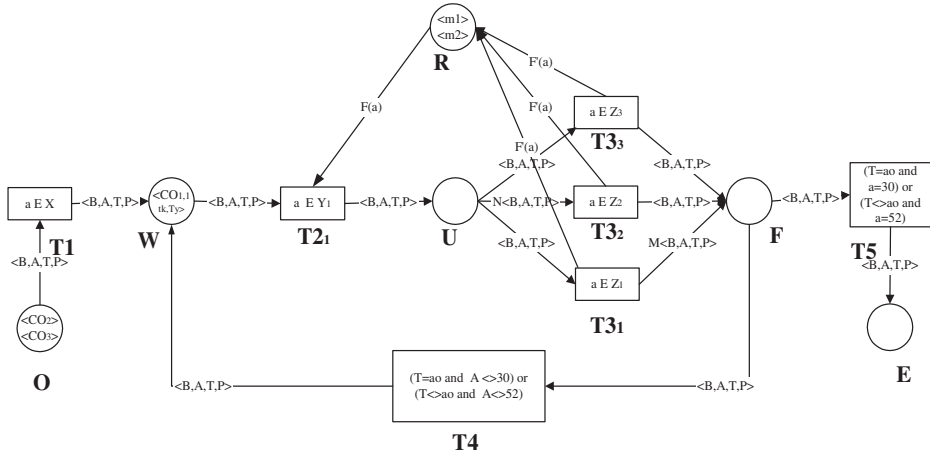 <m1>
<m2>
R
F'(a)
F(a)
F'(a)
a E Z3
F'(a)
T33
<B,A,T,P>
<B,A,T,P>
(T=ao and
a=30) or
(T<>ao and
a=52)
a E X
<B,A,T,P>
<CO1,1
tk,Ty>
<B,A,T,P>
a E Y1
<B,A,T,P>
N<B,A,T,P>
a E Z2
<B,A,T,P>
<B,A,T,P>
T1
W
T21
U
T32
F
T5
<B,A,T,P>
<B,A,T,P>
M<B,A,T,P>
<B,A,T,P>
a E Z1
T31
<CO2>
<CO3>
O
E
<B,A,T,P>
(T=ao and A <>30) or
(T<>ao and A<>52)
<B,A,T,P>
T4